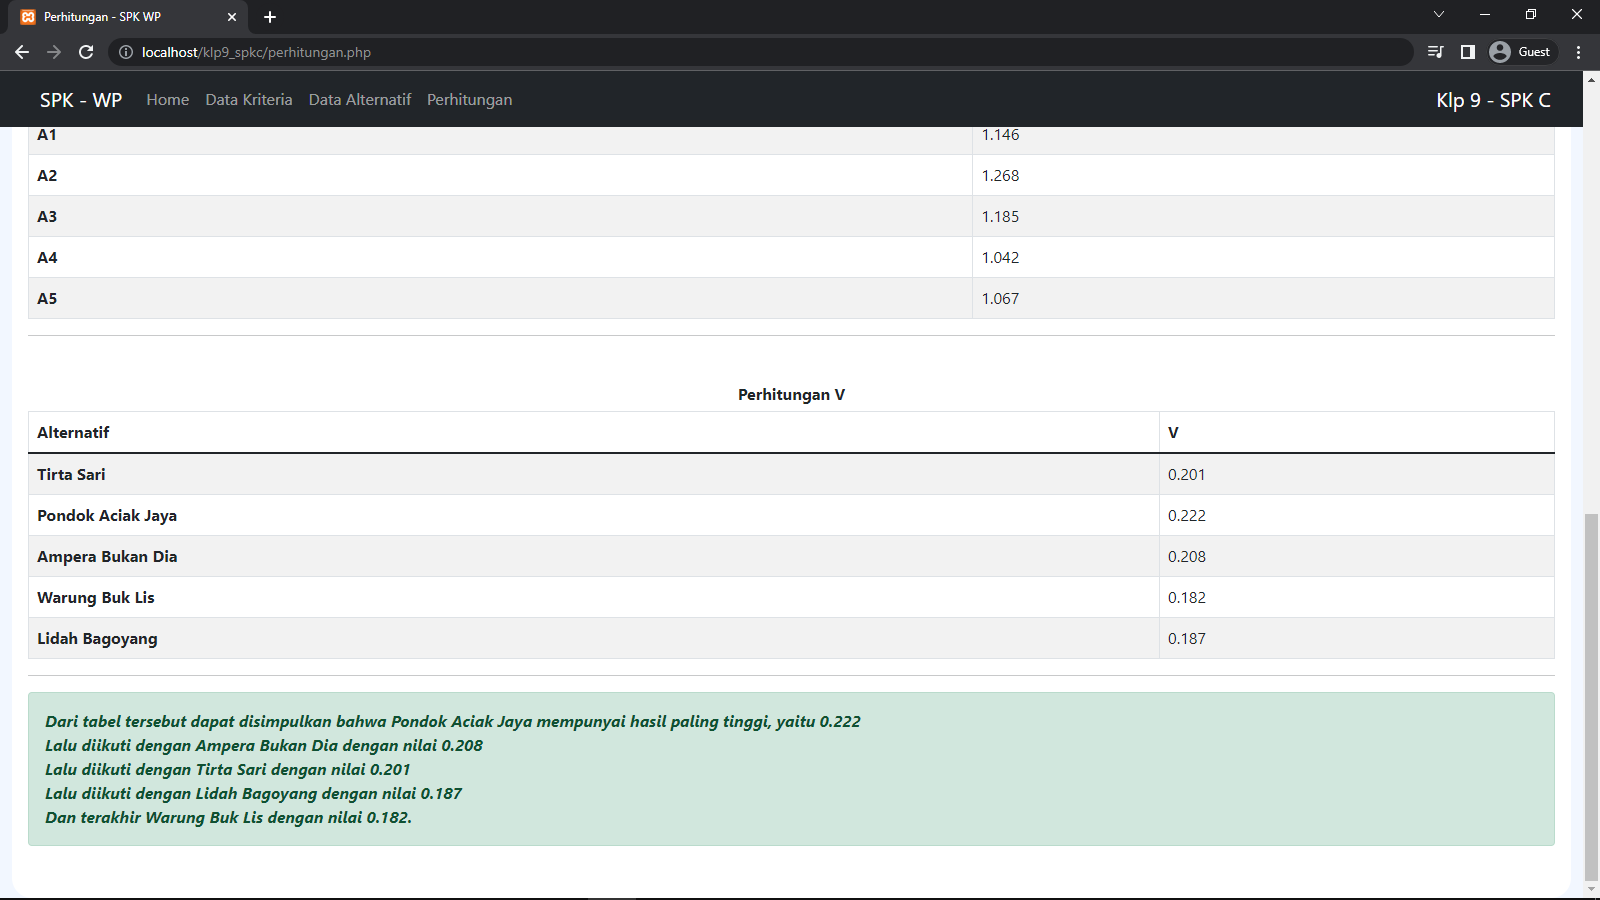 Perhitungan - SPK WP
localhost/klp9_spkc/perhitungan.php
Guest
SPK - WP Home Data Kriteria Data Alternatif Perhitungan Klp 9 - SPK C
A1 1.146
A2 1.268
A3 1.185
A4 1.042
A5 1.067
Perhitungan V
Alternatif V
Tirta Sari 0.201
Pondok Aciak Jaya 0.222
Ampera Bukan Dia 0.208
Warung Buk Lis 0.182
Lidah Bagoyang 0.187
Dari tabel tersebut dapat disimpulkan bahwa Pondok Aciak Jaya mempunyai hasil paling tinggi, yaitu 0.222
Lalu diikuti dengan Ampera Bukan Dia dengan nilai 0.208
Lalu diikuti dengan Tirta Sari dengan nilai 0.201
Lalu diikuti dengan Lidah Bagoyang dengan nilai 0.187
Dan terakhir Warung Buk Lis dengan nilai 0.182.